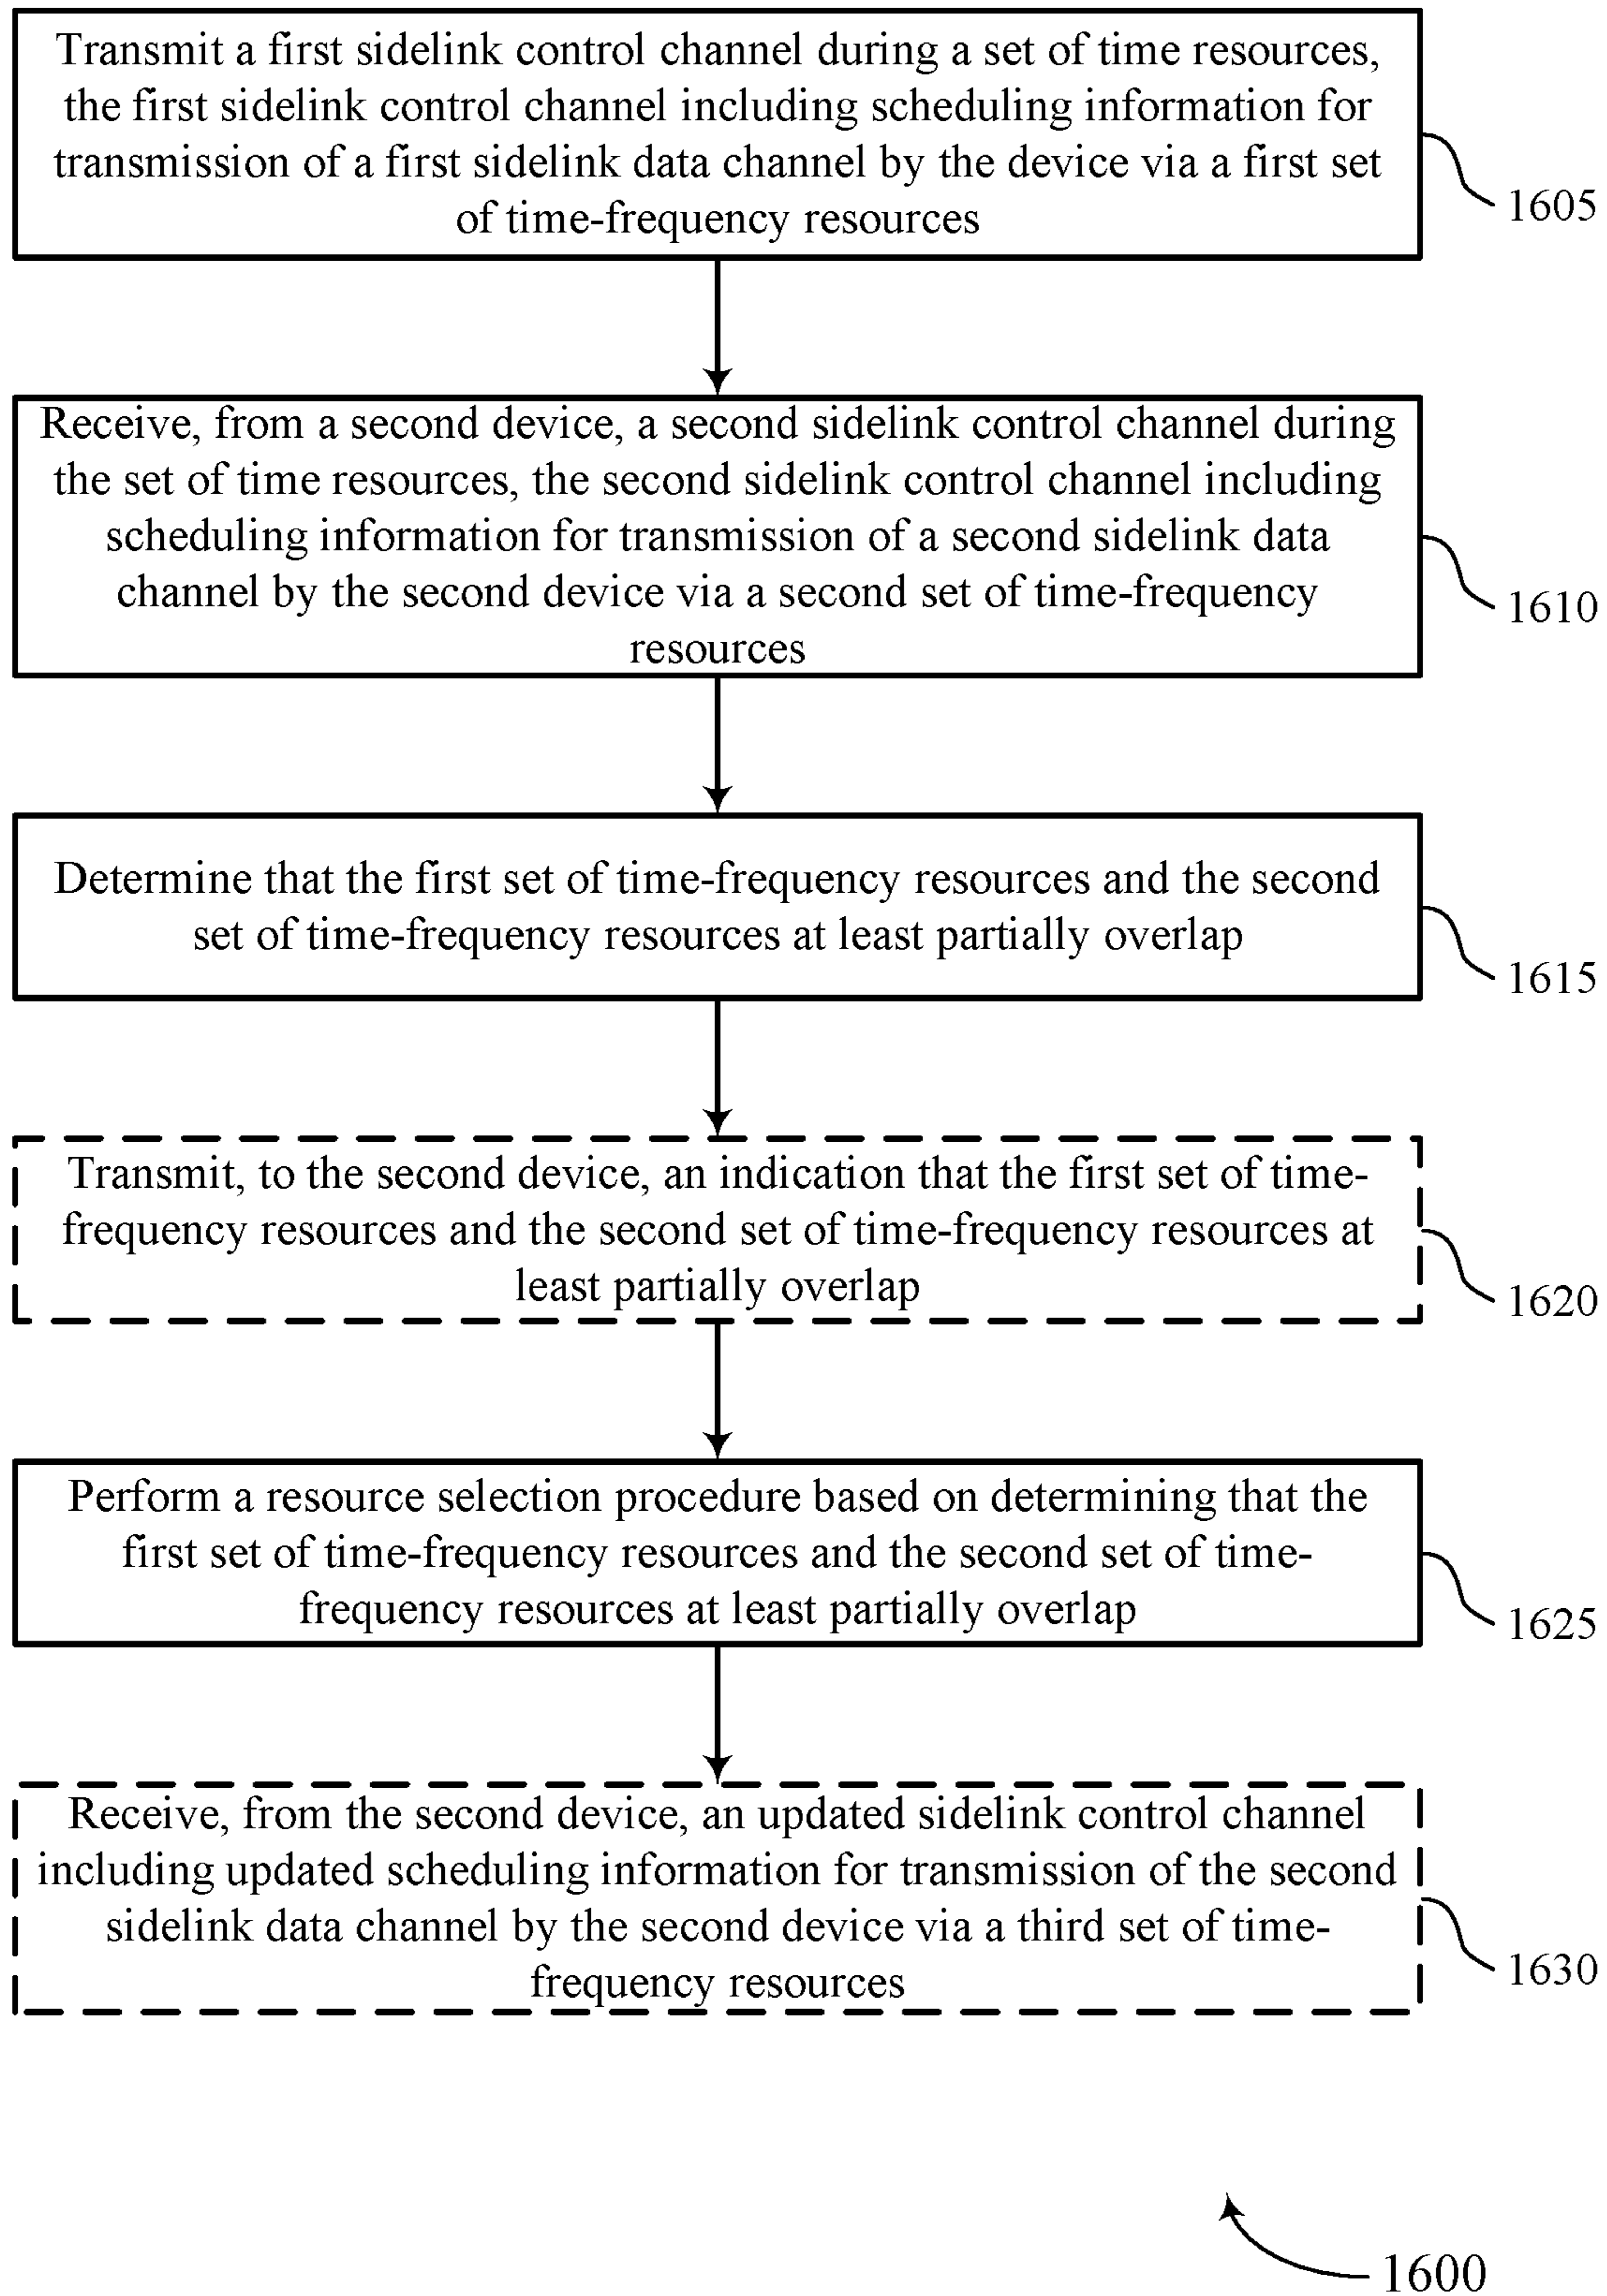 Transmit a first sidelink control channel during a set of time resources,
the first sidelink control channel including scheduling information for
transmission of a first sidelink data channel by the device via a first set
of time-frequency resources
1605
Receive, from a second device, a second sidelink control channel during
the set of time resources, the second sidelink control channel including
scheduling information for transmission of a second sidelink data
channel by the second device via a second set of time-frequency
resources
1610
Determine that the first set of time-frequency resources and the second
set of time-frequency resources at least partially overlap
1615
Transmit, to the second device, an indication that the first set of time-
frequency resources and the second set of time-frequency resources at
least partially overlap
1620
Perform a resource selection procedure based on determining that the
first set of time-frequency resources and the second set of time-
frequency resources at least partially overlap
1625
Receive, from the second device, an updated sidelink control channel
including updated scheduling information for transmission of the second
sidelink data channel by the second device via a third set of time-
frequency resources
1630
1600